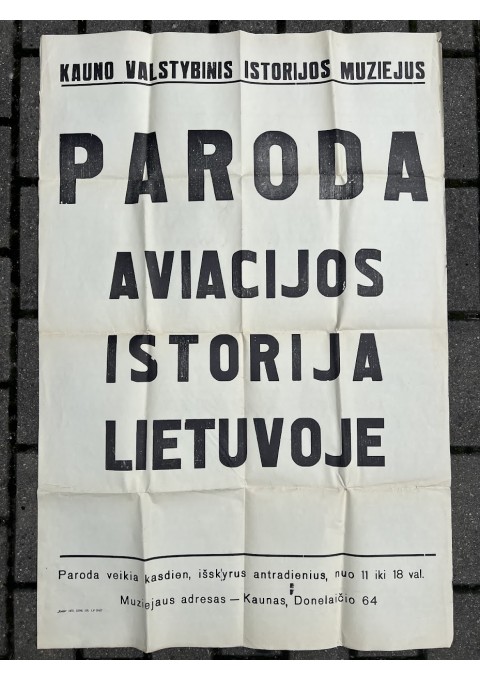 KAUNO VALSTYBINIS ISTORIJOS MUZIEJUS
PARODA
AVIACIJOS
ISTORIJA
LIETUVOJE
Paroda veikia kasdien, išskyrus antradienius, nuo 11 iki 18 val.
Muziejaus adresas — Kaunas, Donelaičio 64